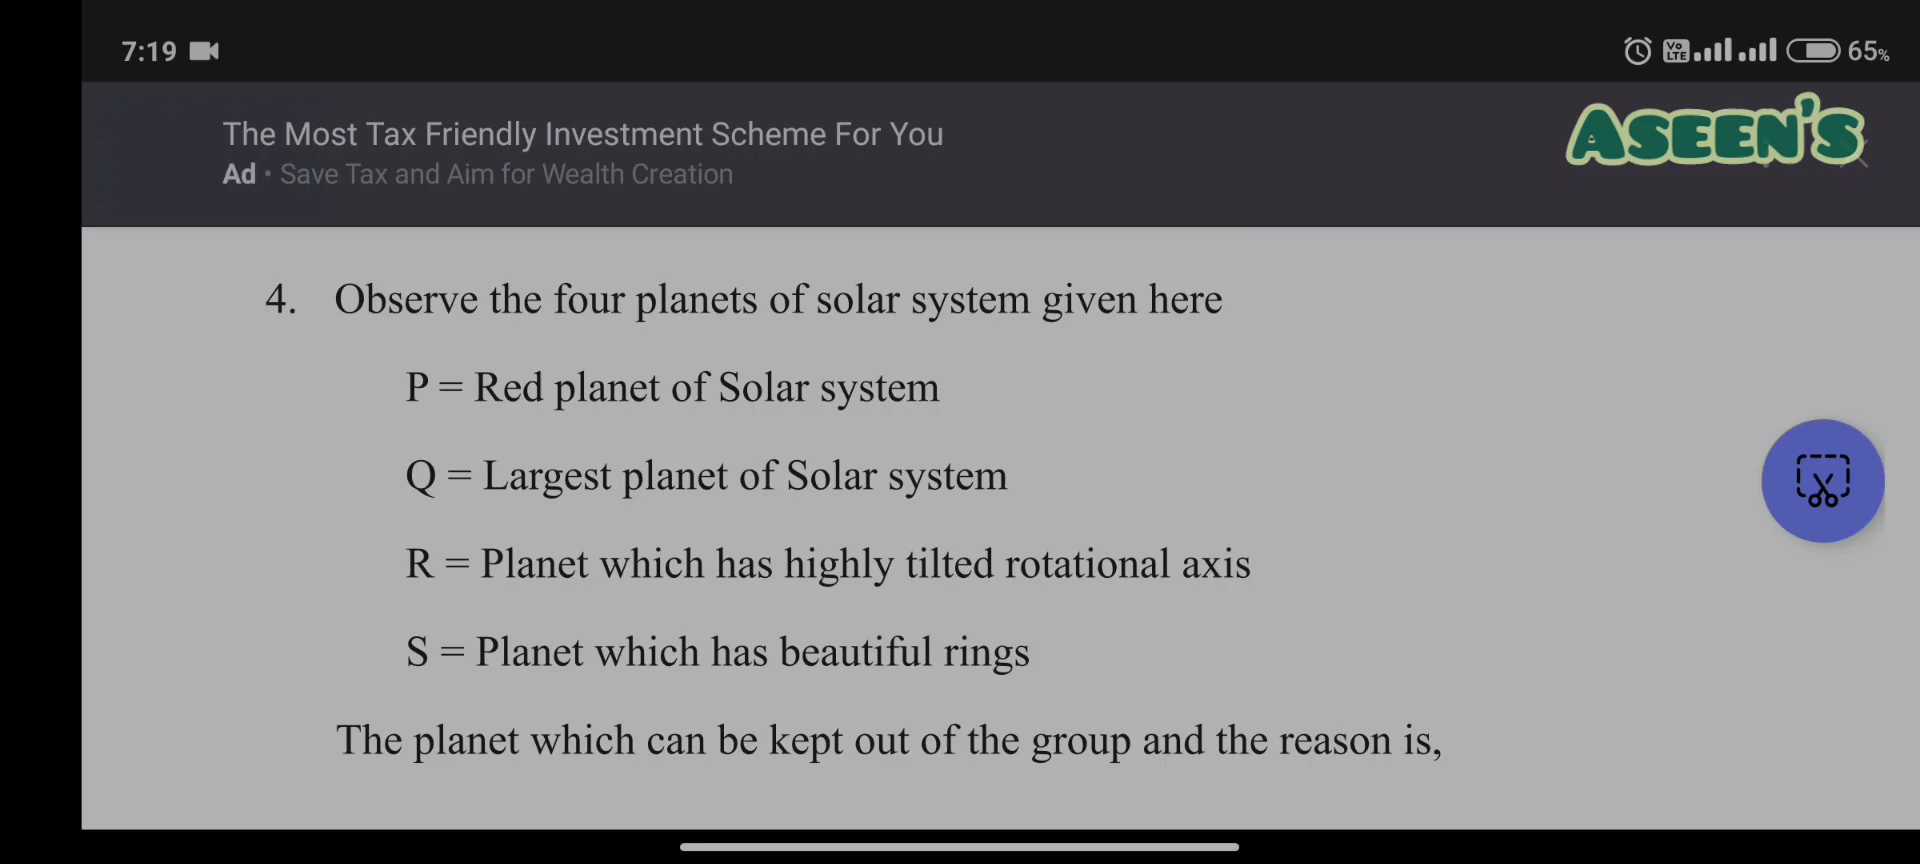 7:19
Vo LTE 65%
The Most Tax Friendly Investment Scheme For You
Ad • Save Tax and Aim for Wealth Creation
ASEEN'S
4. Observe the four planets of solar system given here
P = Red planet of Solar system
Q = Largest planet of Solar system
R = Planet which has highly tilted rotational axis
S = Planet which has beautiful rings
The planet which can be kept out of the group and the reason is,